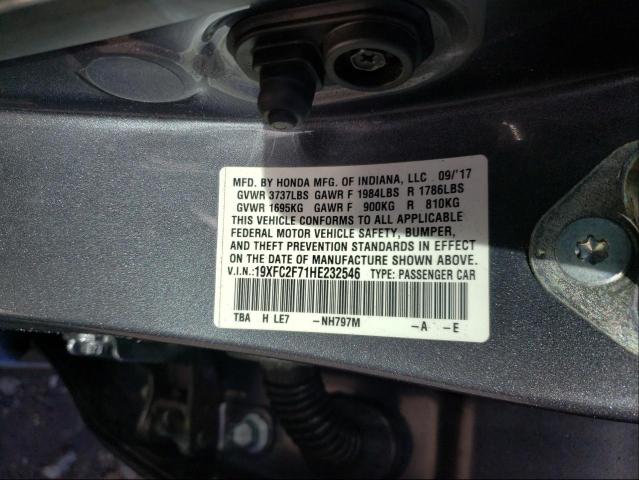 MFD. BY HONDA MFG. OF INDIANA, LLC 09/'17
GVWR 3737LBS GAWR F 1984LBS R 1786LBS
GVWR 1695KG GAWR F 900KG R 810KG
THIS VEHICLE CONFORMS TO ALL APPLICABLE
FEDERAL MOTOR VEHICLE SAFETY, BUMPER,
AND THEFT PREVENTION STANDARDS IN EFFECT
ON THE DATE OF MANUFACTURE SHOWN ABOVE.
V.I.N.:19XFC2F71HE232546 TYPE: PASSENGER CAR
TBA H LE7 -NH797M -A -E